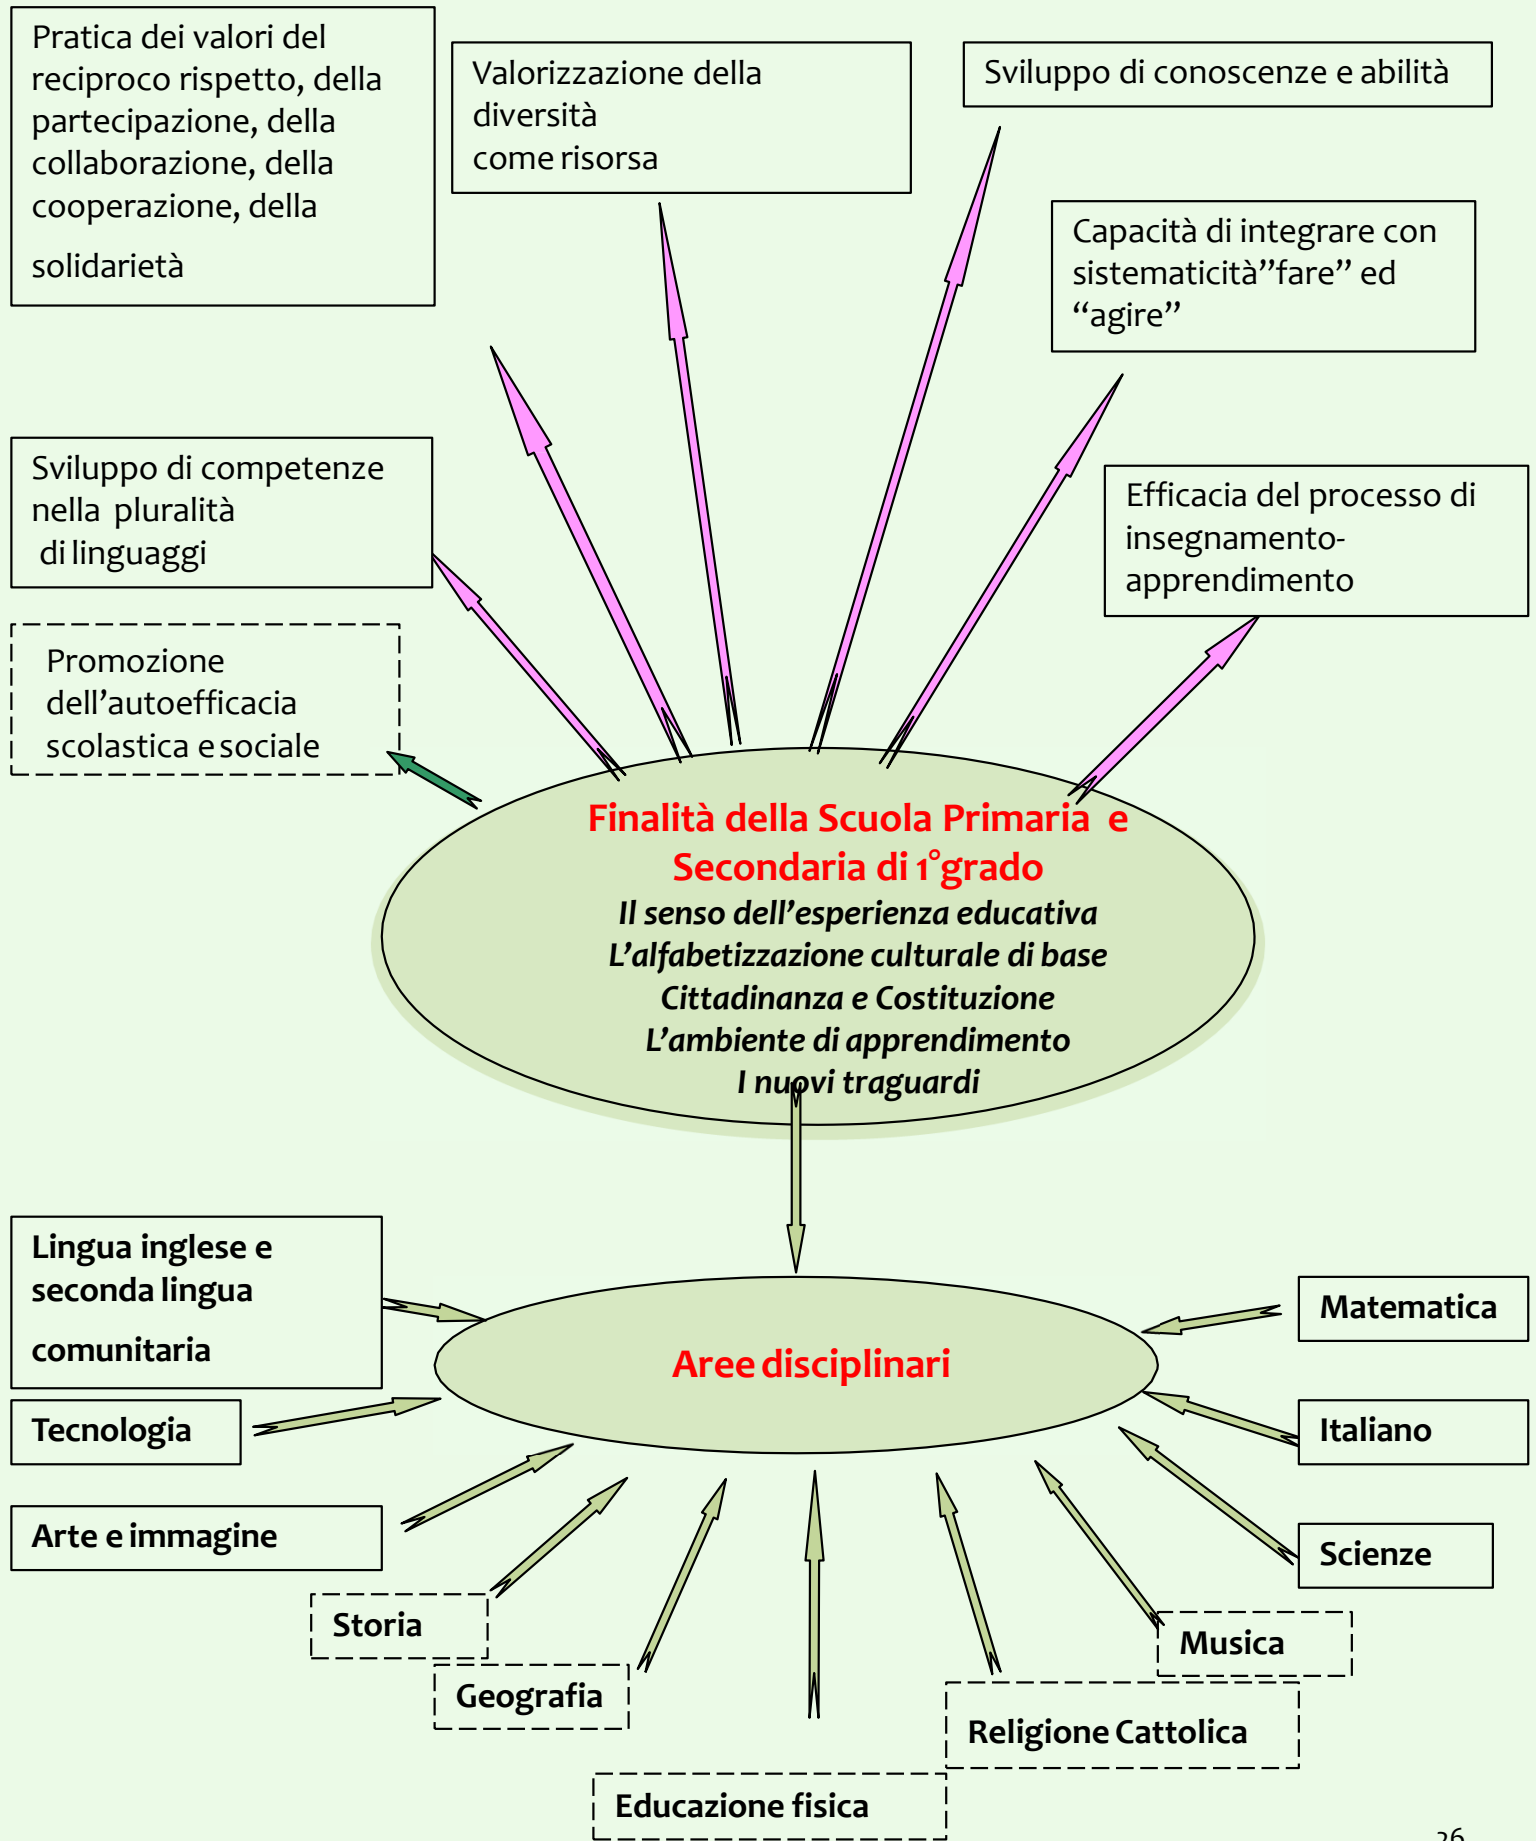 Pratica dei valori del
reciproco rispetto, della
partecipazione, della
collaborazione, della
cooperazione, della
solidarietà
Valorizzazione della
diversità
come risorsa
Sviluppo di conoscenze e abilità
Capacità di integrare con
sistematicità”fare” ed
“agire”
Sviluppo di competenze
nella pluralità
di linguaggi
Efficacia del processo di
insegnamento-
apprendimento
Promozione
dell’autoefficacia
scolastica e sociale
Finalità della Scuola Primaria e
Secondaria di 1°grado
Il senso dell’esperienza educativa
L’alfabetizzazione culturale di base
Cittadinanza e Costituzione
L’ambiente di apprendimento
I nuovi traguardi
Lingua inglese e
seconda lingua
comunitaria
Matematica
Aree disciplinari
Tecnologia
Italiano
Arte e immagine
Scienze
Storia
Musica
Geografia
Religione Cattolica
Educazione fisica
26